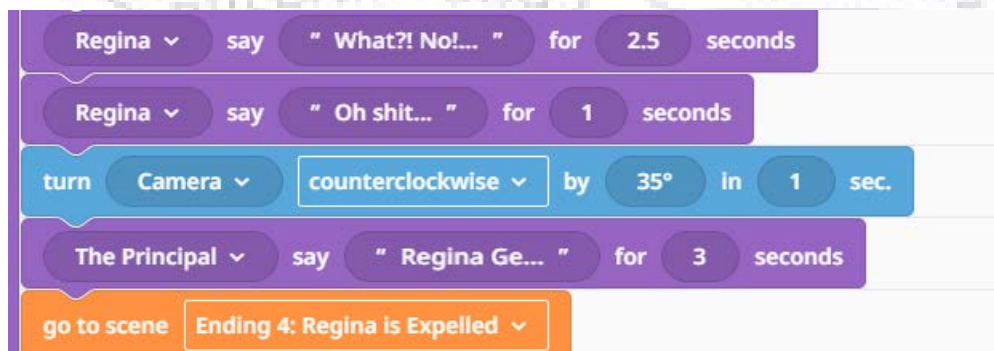 Regina say " What?! No!... " for 2.5 seconds
Regina say " Oh shit... " for 1 seconds
turn Camera counterclockwise by 35° in 1 sec.
The Principal say " Regina Ge... " for 3 seconds
go to scene Ending 4: Regina is Expelled